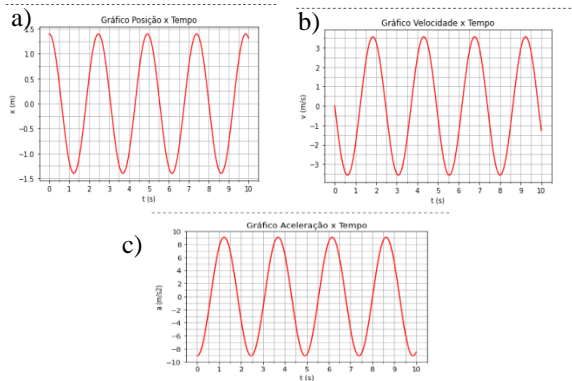 a)
Gráfico Posição x Tempo
1.5
1.0
0.5
0.0
-0.5
-1.0
-1.5
x (m)
0 1 2 3 4 5 6 7 8 9 10
t (s)
b)
Gráfico Velocidade x Tempo
3
2
1
0
-1
-2
-3
v (m/s)
0 1 2 3 4 5 6 7 8 9 10
t (s)
c)
Gráfico Aceleração x Tempo
10
8
6
4
2
0
-2
-4
-6
-8
-10
a (m/s2)
0 1 2 3 4 5 6 7 8 9 10
t (s)